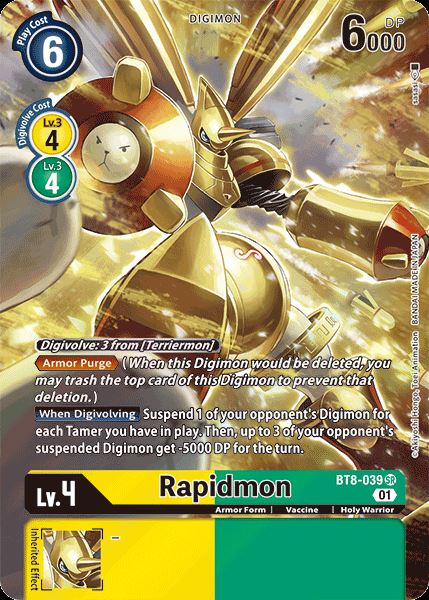 Play Cost
6
DIGIMON
DP
6000
Digivolve Cost
Lv.3
4
Lv.3
4
Digivolve: 3 from [Terriermon]
Armor Purge (When this Digimon would be deleted, you
may trash the top card of this Digimon to prevent that
deletion.)
When Digivolving Suspend 1 of your opponent's Digimon for
each Tamer you have in play. Then, up to 3 of your opponent's
suspended Digimon get -5000 DP for the turn.
Lv.4
Rapidmon
BT8-039 SR
01
Armor Form | Vaccine | Holy Warrior
Inherited Effect
-
©Akiyoshi Hongo, Toei Animation BANDAI MADE IN JAPAN